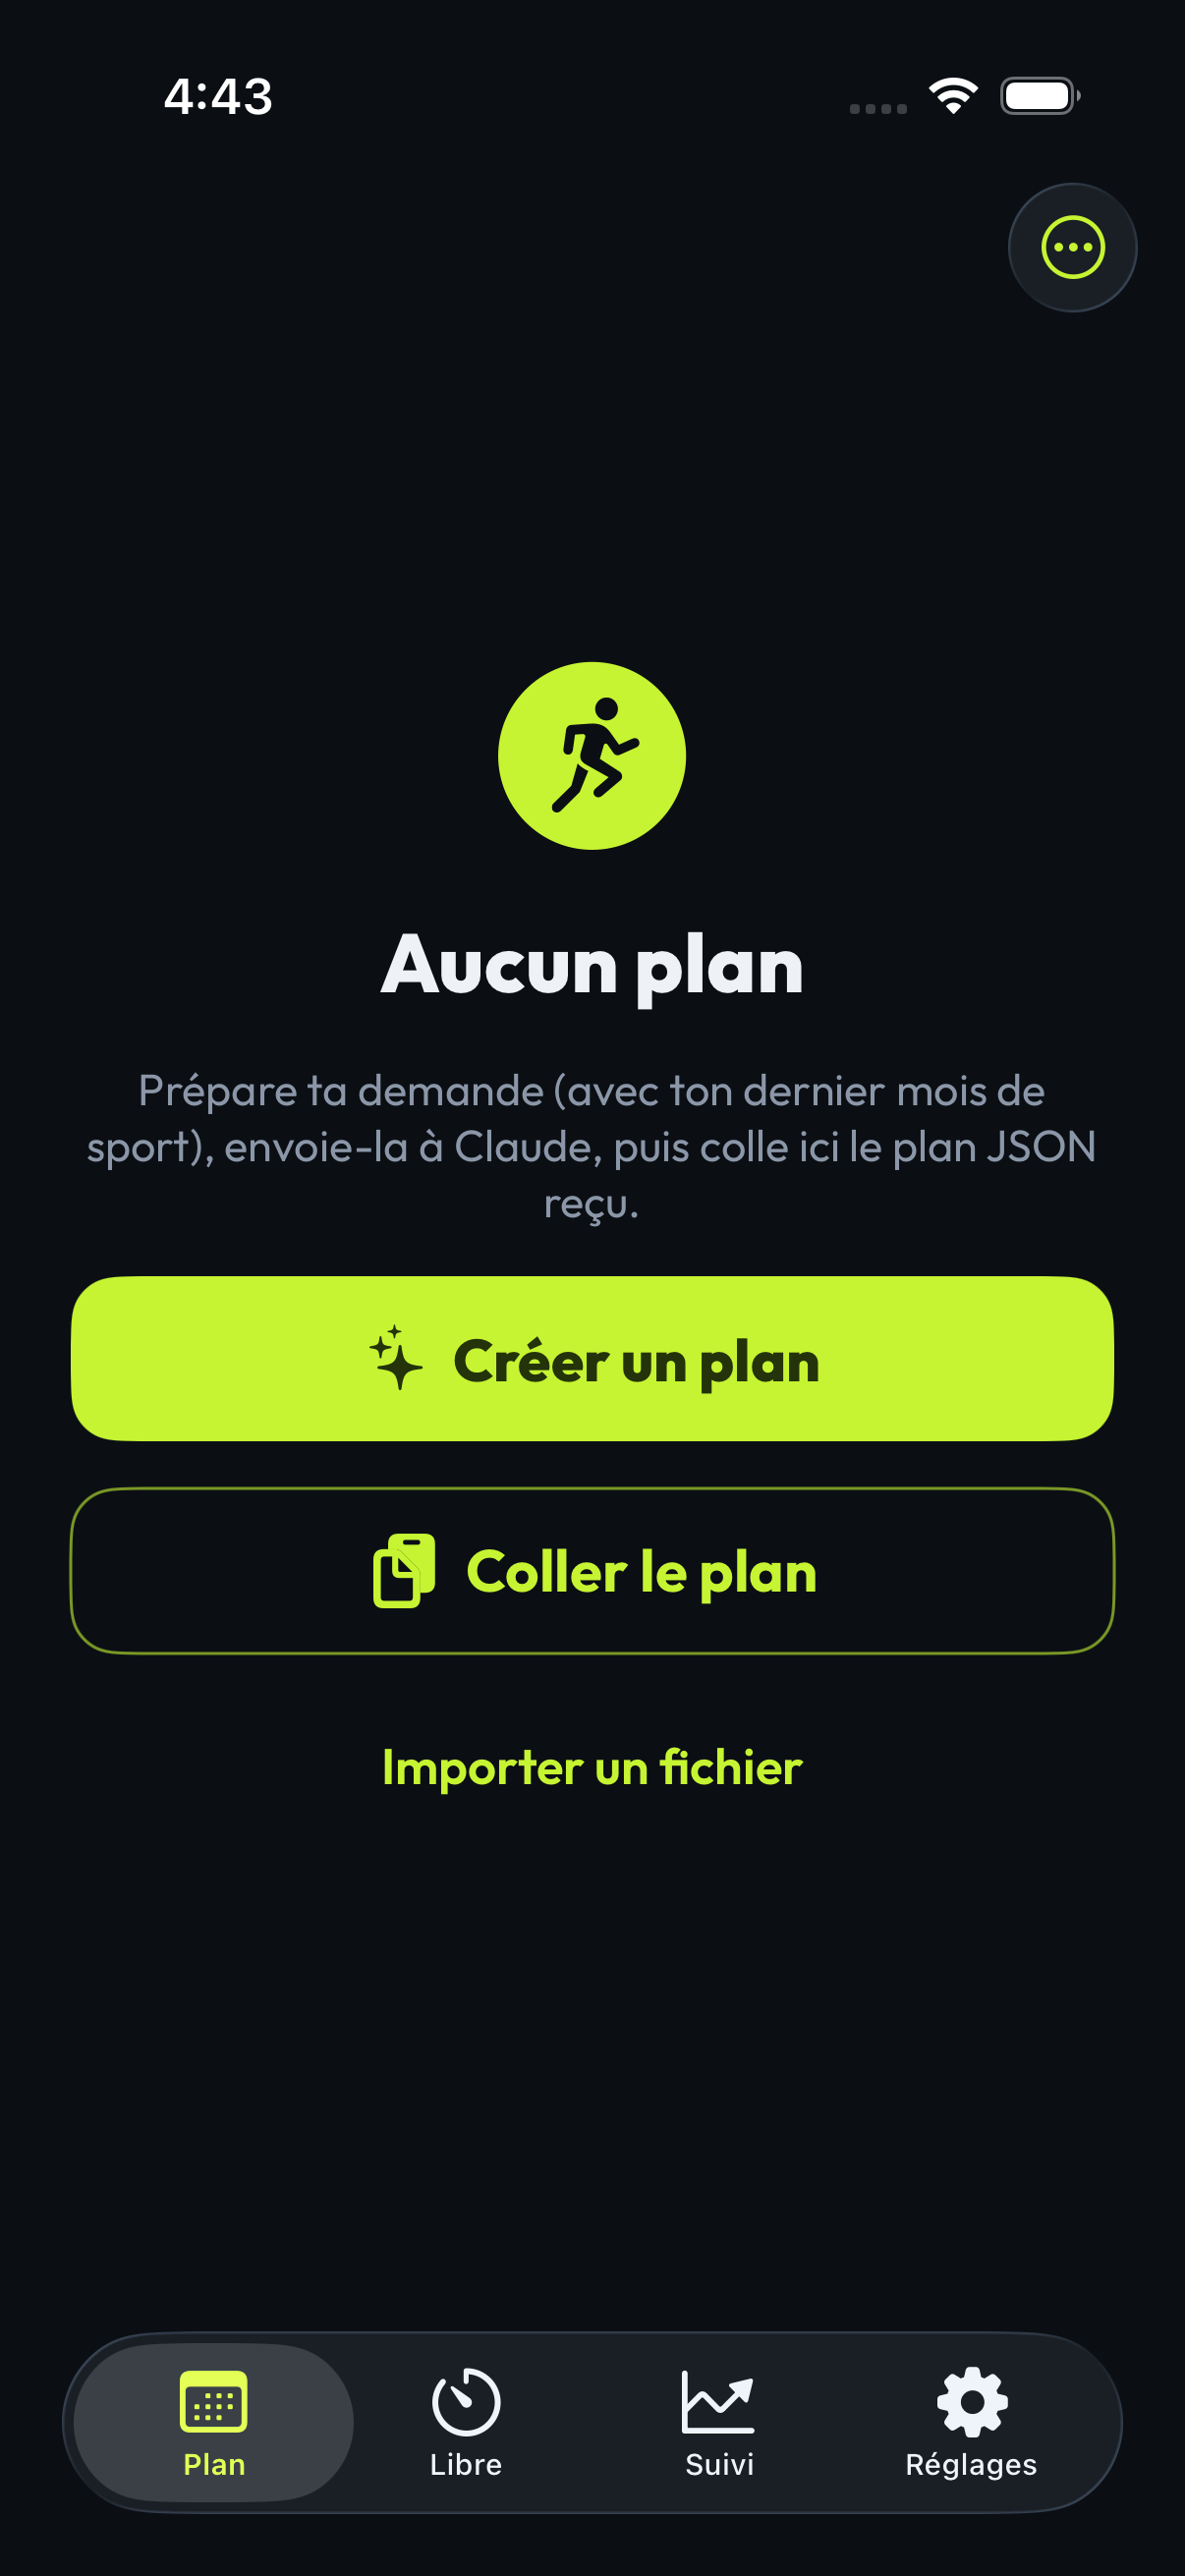 4:43
Aucun plan
Prépare ta demande (avec ton dernier mois de
sport), envoie-la à Claude, puis colle ici le plan JSON
reçu.
Créer un plan
Coller le plan
Importer un fichier
Plan
Libre
Suivi
Réglages